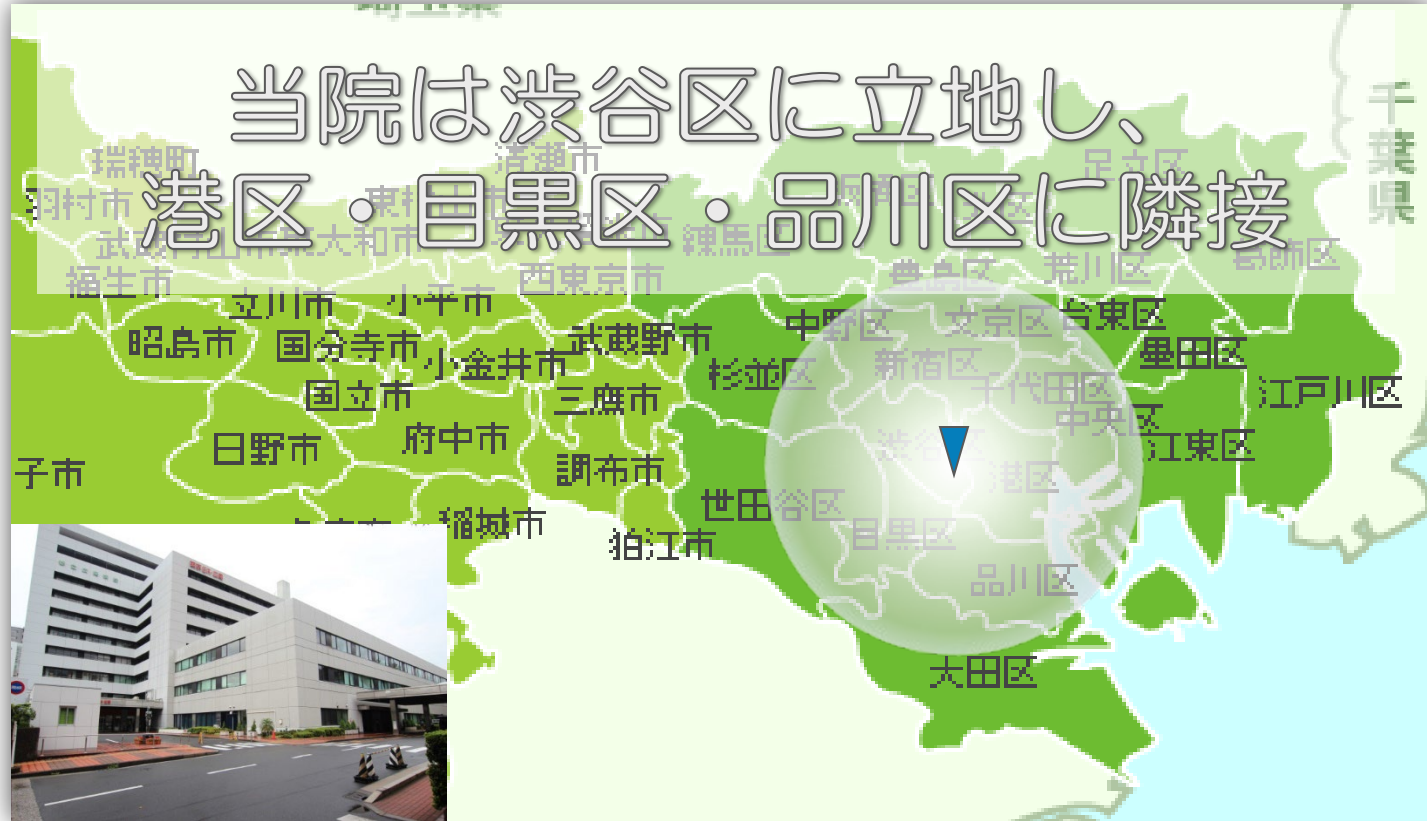 当院は渋谷区に立地し、
港区・目黒区・品川区に隣接
千葉県
瑞穂町
清瀬市
足立区
羽村市
練馬区
葛飾区
福生市
西東京市
豊島区
荒川区
立川市
小平市
昭島市
国分寺市
小金井市
武蔵野市
中野区
文京区
台東区
墨田区
国立市
三鷹市
杉並区
新宿区
千代田区
中央区
江戸川区
日野市
府中市
調布市
渋谷区
港区
江東区
子市
稲城市
狛江市
世田谷区
目黒区
品川区
大田区